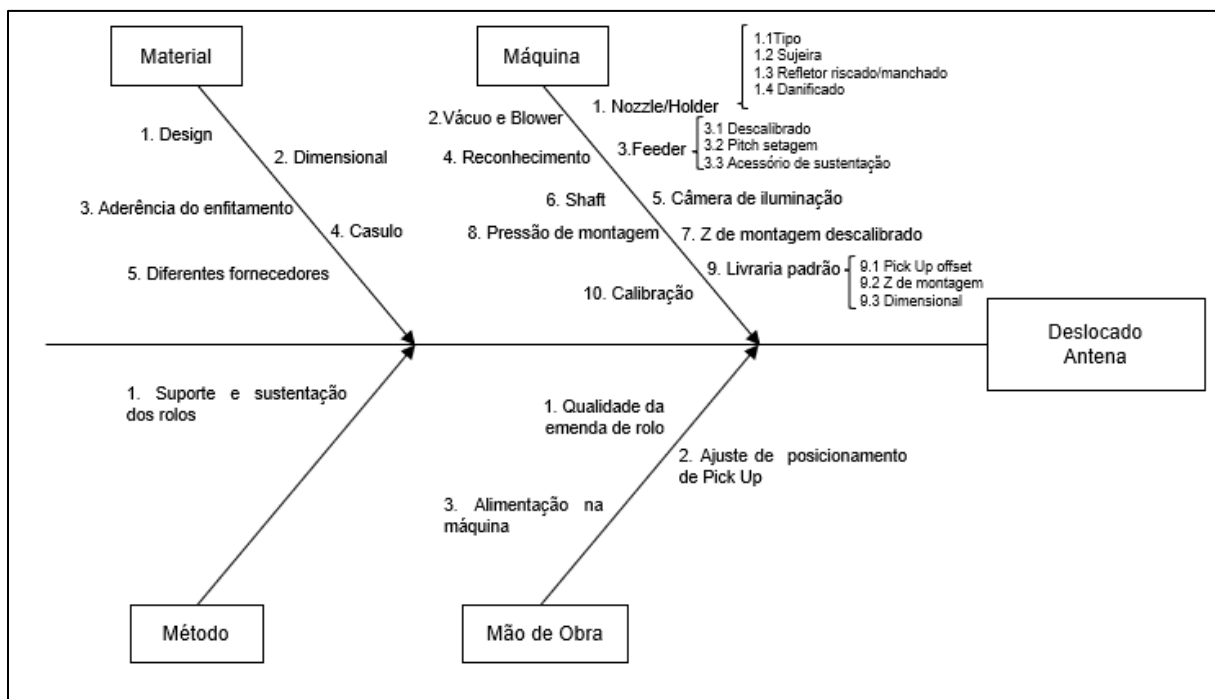 Material
1. Design
2. Dimensional
3. Aderência do enfitamento
4. Casulo
5. Diferentes fornecedores
Máquina
1. Nozzle/Holder
1.1Tipo
1.2 Sujeira
1.3 Refletor riscado/manchado
1.4 Danificado
2.Vácuo e Blower
3.Feeder
3.1 Descalibrado
3.2 Pitch setagem
3.3 Acessório de sustentação
4. Reconhecimento
5. Câmera de iluminação
6. Shaft
7. Z de montagem descalibrado
8. Pressão de montagem
9. Livraria padrão
9.1 Pick Up offset
9.2 Z de montagem
9.3 Dimensional
10. Calibração
Deslocado
Antena
1. Suporte e sustentação
dos rolos
Método
1. Qualidade da
emenda de rolo
2. Ajuste de posicionamento
de Pick Up
3. Alimentação na
máquina
Mão de Obra